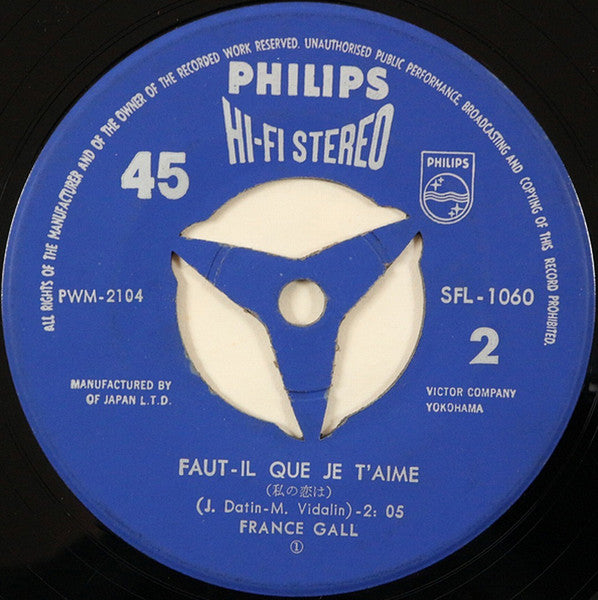 ALL RIGHTS OF THE MANUFACTURER AND OF THE OWNER OF THE RECORDED WORK RESERVED. UNAUTHORISED PUBLIC PERFORMANCE, BROADCASTING AND COPYING OF THIS RECORD PROHIBITED.
PHILIPS
HI-FI STEREO
45
PHILIPS
PWM-2104
SFL-1060
2
MANUFACTURED BY
OF JAPAN L.T.D.
VICTOR COMPANY
YOKOHAMA
FAUT-IL QUE JE T'AIME
(私の恋は)
(J. Datin-M. Vidalin)-2: 05
FRANCE GALL
①